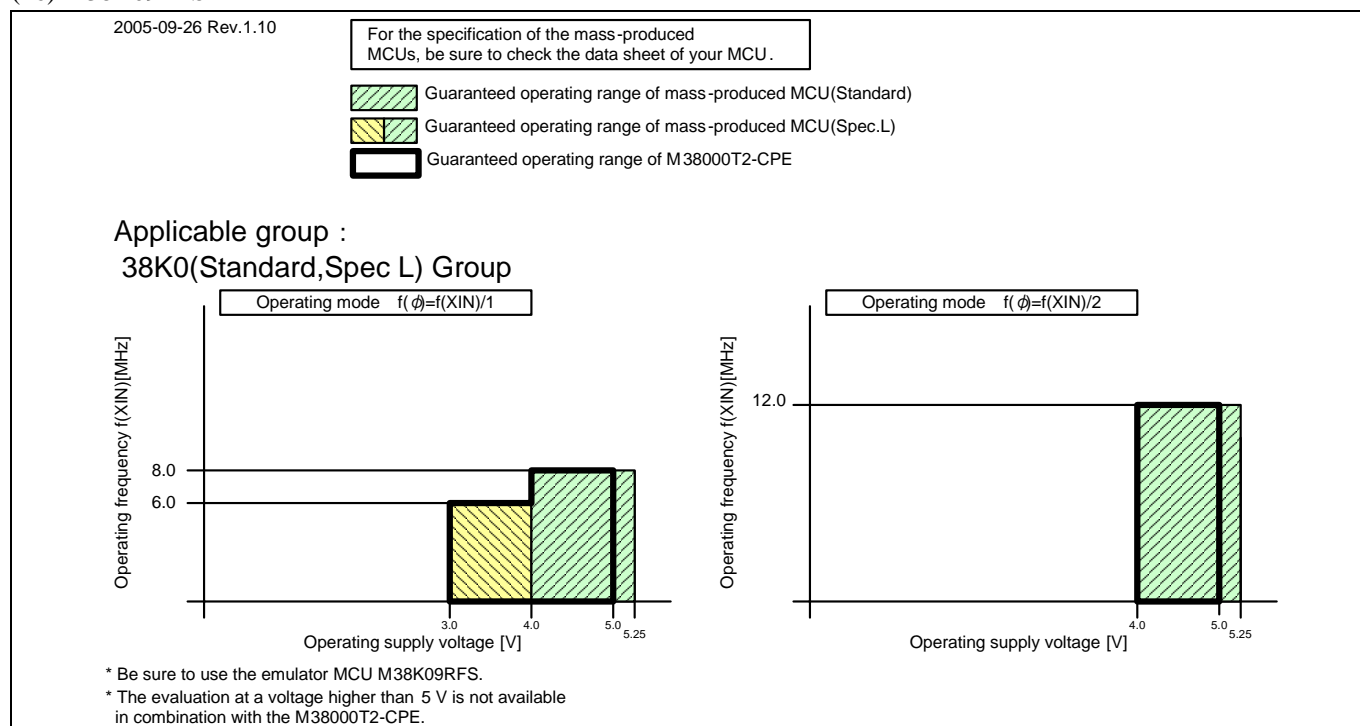 2005-09-26 Rev.1.10
For the specification of the mass-produced
MCUs, be sure to check the data sheet of your MCU.
Guaranteed operating range of mass-produced MCU(Standard)
Guaranteed operating range of mass-produced MCU(Spec.L)
Guaranteed operating range of M38000T2-CPE
Applicable group :
38K0(Standard,Spec L) Group
Operating mode f(ϕ)=f(XIN)/1
Operating frequency f(XIN)[MHz]
8.0
6.0
3.0
4.0
5.0
5.25
Operating supply voltage [V]
Operating mode f(ϕ)=f(XIN)/2
Operating frequency f(XIN)[MHz]
12.0
4.0
5.0
5.25
Operating supply voltage [V]
* Be sure to use the emulator MCU M38K09RFS.
* The evaluation at a voltage higher than 5 V is not available
in combination with the M38000T2-CPE.